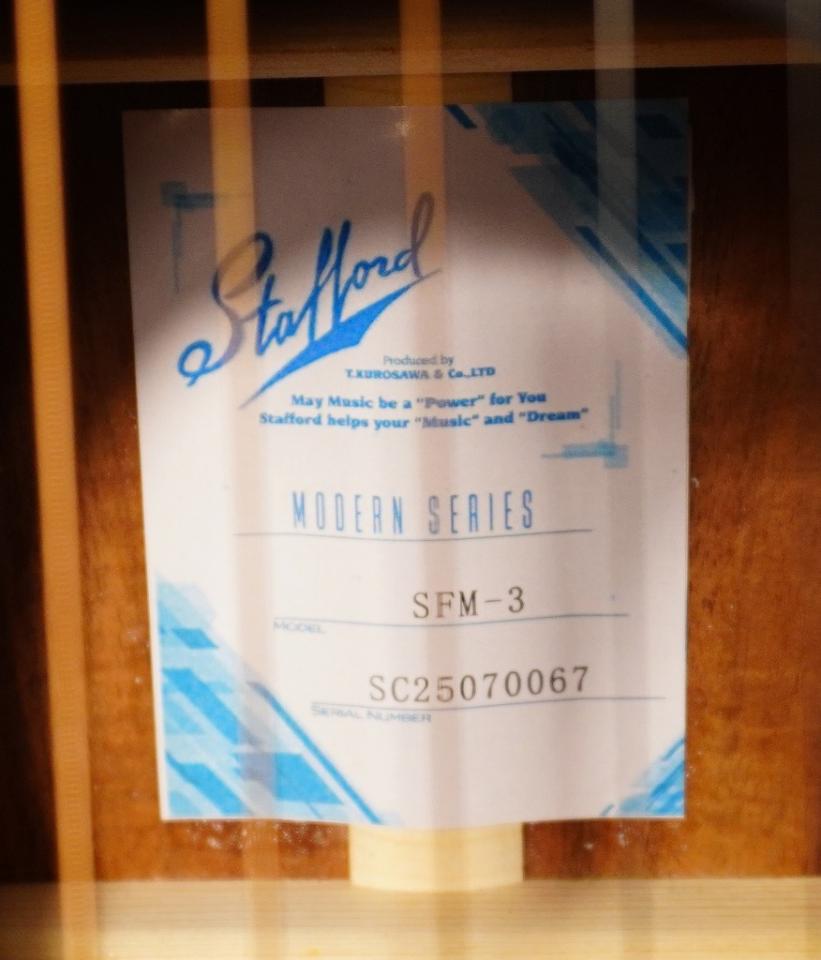 Stafford
Produced by
T.KUROSAWA & Co.,LTD
May Music be a "Power" for You
Stafford helps your "Music" and "Dream"
MODERN SERIES
SFM-3
MODEL
SC25070067
SERIAL NUMBER